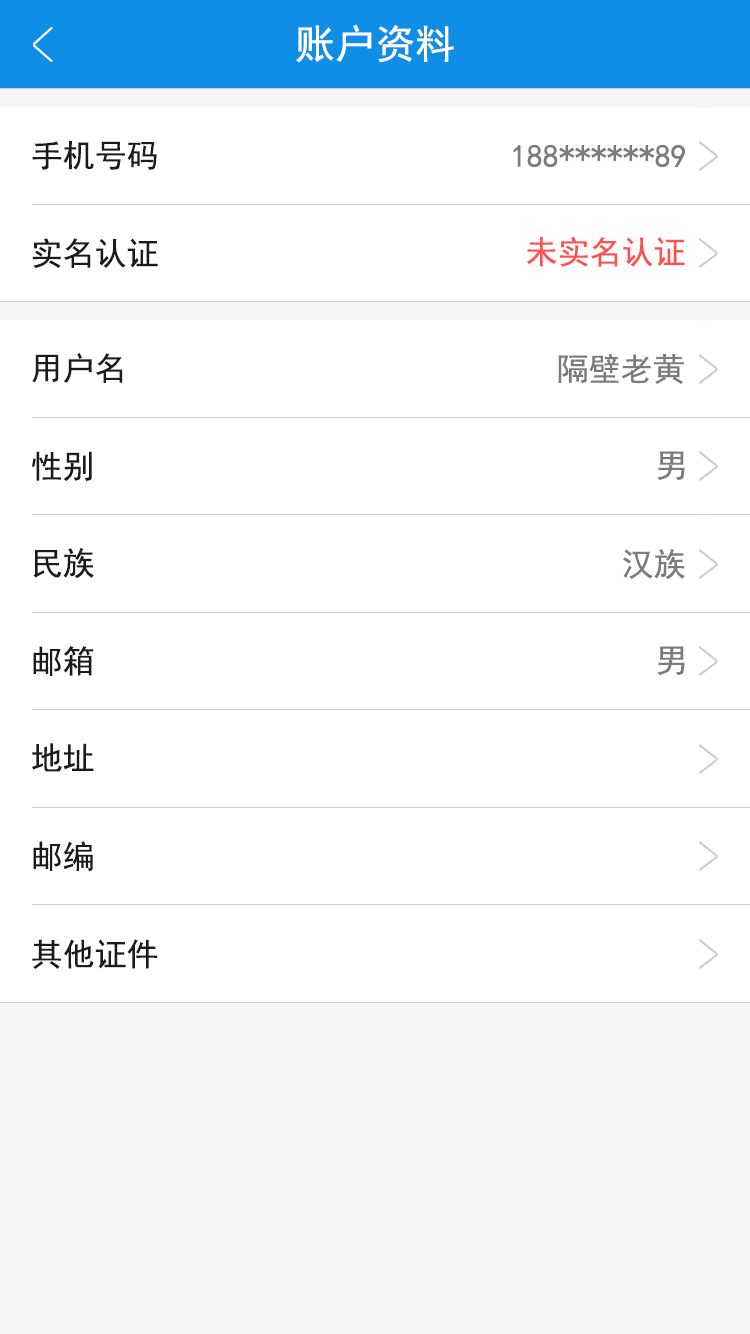 账户资料
手机号码 188******89
实名认证 未实名认证
用户名 隔壁老黄
性别 男
民族 汉族
邮箱 男
地址
邮编
其他证件